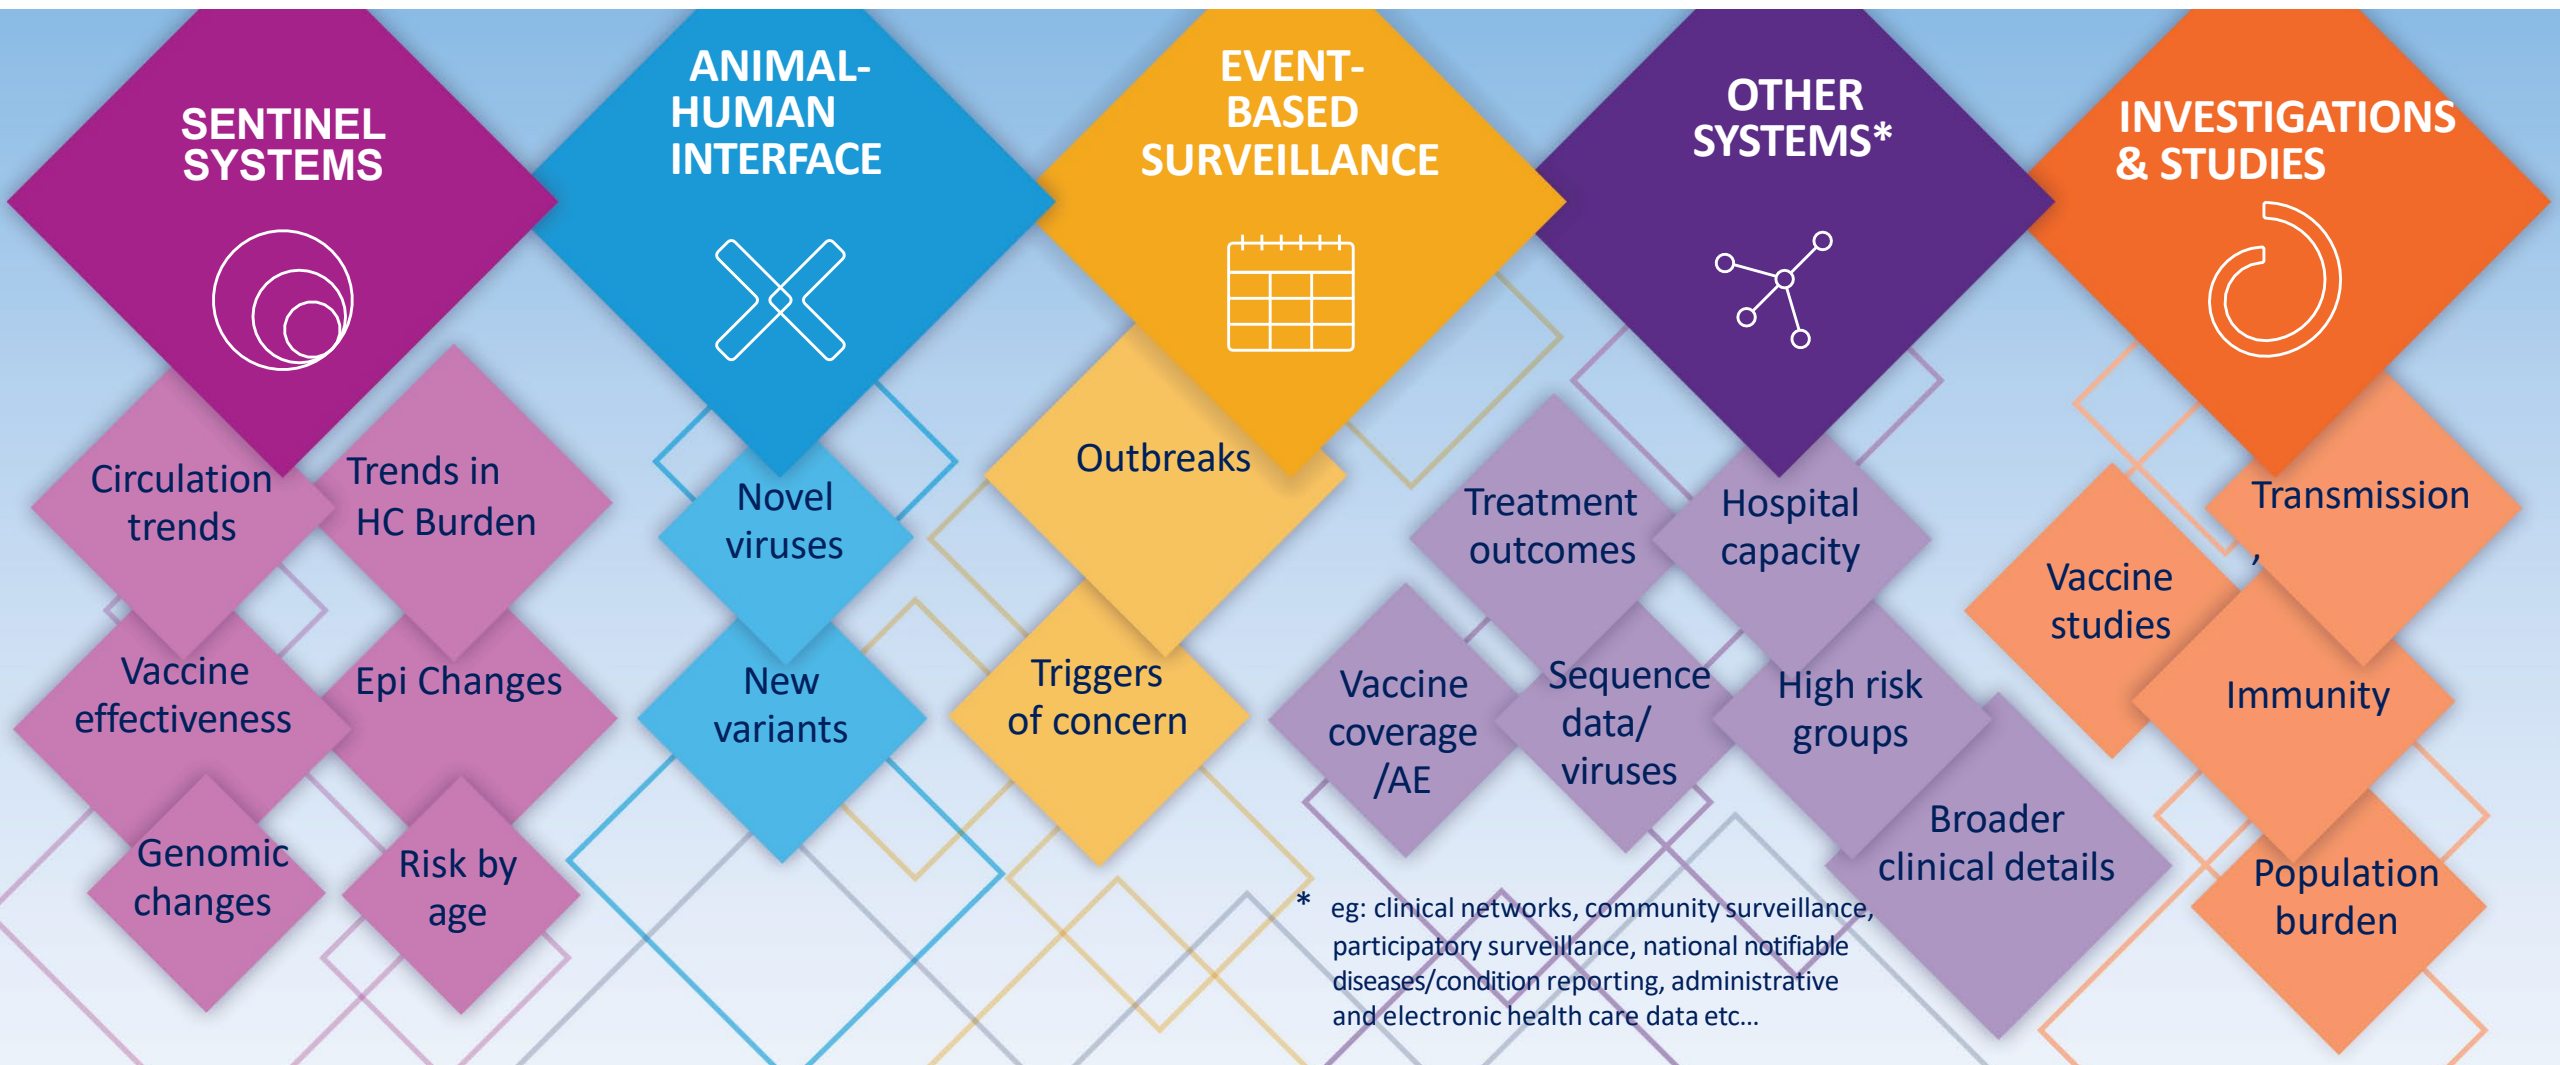 SENTINEL
SYSTEMS
Circulation
trends
Trends in
HC Burden
Vaccine
effectiveness
Epi Changes
Genomic
changes
Risk by
age
ANIMAL-
HUMAN
INTERFACE
Novel
viruses
New
variants
EVENT-
BASED
SURVEILLANCE
Outbreaks
Triggers
of concern
OTHER
SYSTEMS*
Treatment
outcomes
Hospital
capacity
Vaccine
coverage
/AE
Sequence
data/
viruses
High risk
groups
Broader
clinical details
* eg: clinical networks, community surveillance,
participatory surveillance, national notifiable
diseases/condition reporting, administrative
and electronic health care data etc...
INVESTIGATIONS
& STUDIES
Transmission
,
Vaccine
studies
Immunity
Population
burden